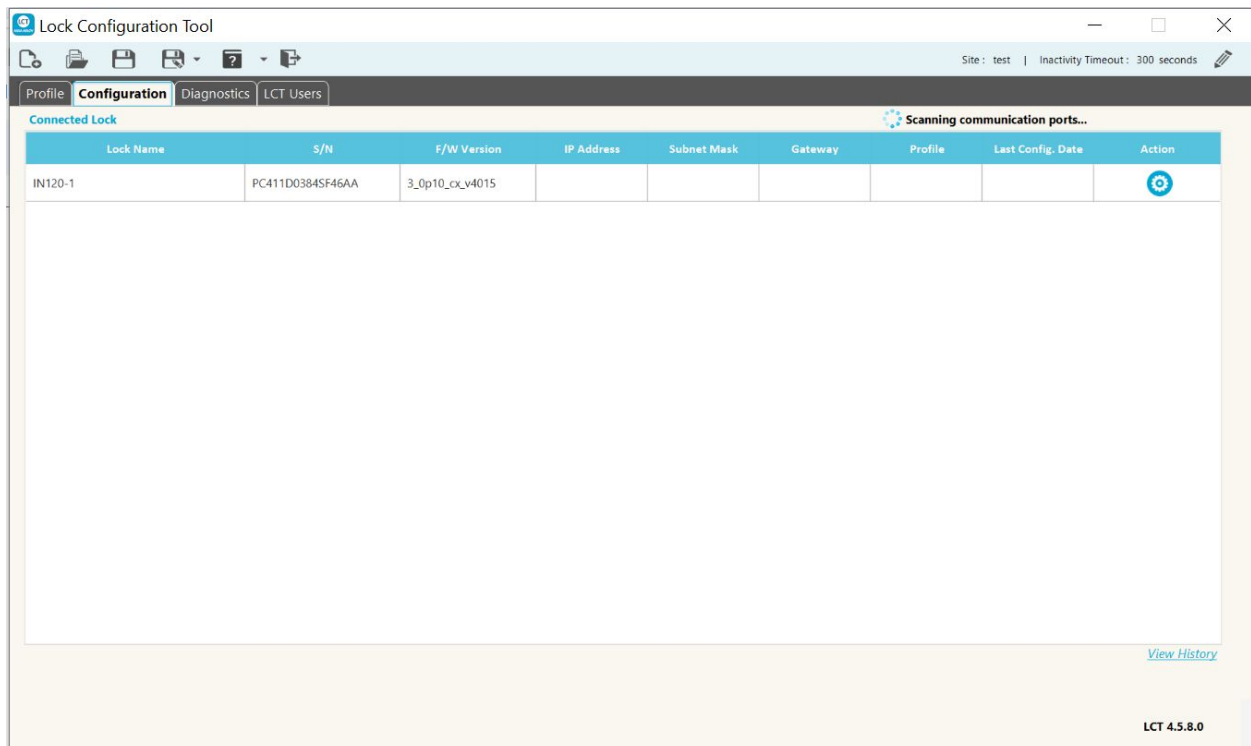 LCT Lock Configuration Tool
Site : test | Inactivity Timeout : 300 seconds
Profile Configuration Diagnostics LCT Users
Connected Lock Scanning communication ports...
Lock Name S/N F/W Version IP Address Subnet Mask Gateway Profile Last Config. Date Action
IN120-1 PC411D0384SF46AA 3_0p10_cx_v4015
View History
LCT 4.5.8.0